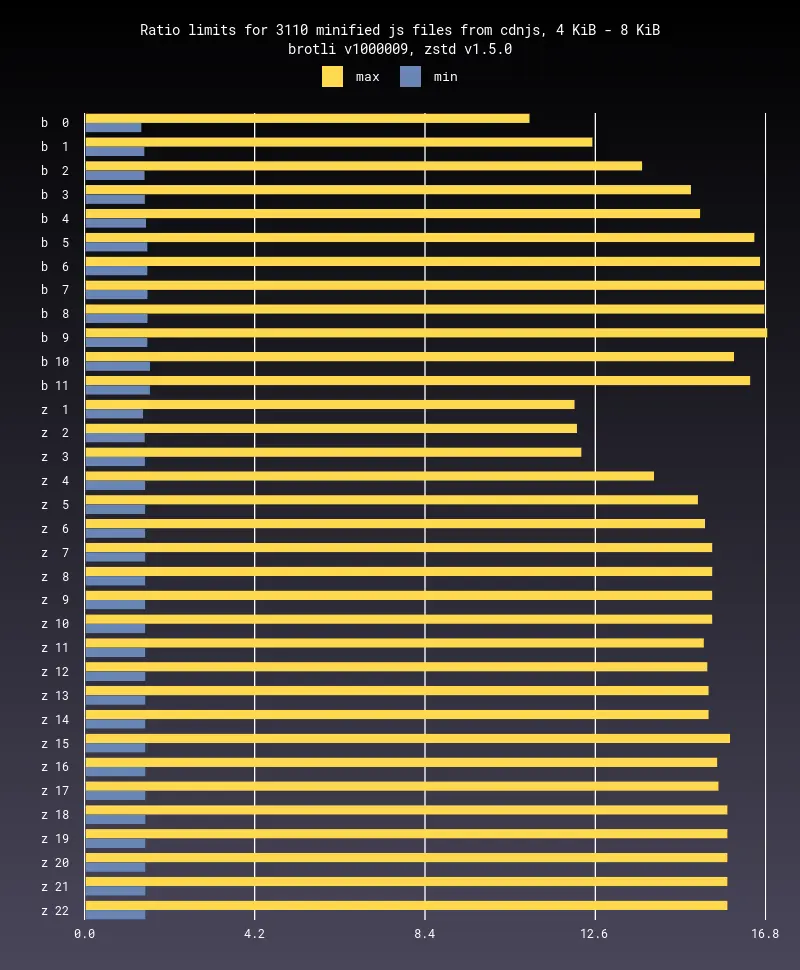 Ratio limits for 3110 minified js files from cdnjs, 4 KiB - 8 KiB
brotli v1000009, zstd v1.5.0
max min
b 0
b 1
b 2
b 3
b 4
b 5
b 6
b 7
b 8
b 9
b 10
b 11
z 1
z 2
z 3
z 4
z 5
z 6
z 7
z 8
z 9
z 10
z 11
z 12
z 13
z 14
z 15
z 16
z 17
z 18
z 19
z 20
z 21
z 22
0.0 4.2 8.4 12.6 16.8